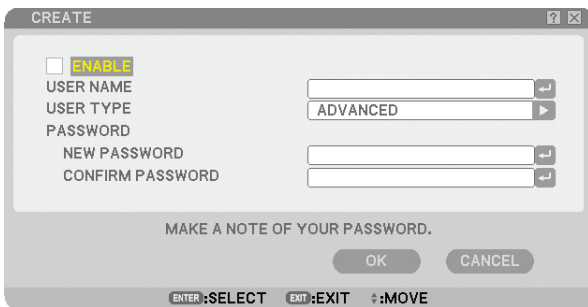 CREATE
ENABLE
USER NAME
USER TYPE ADVANCED
PASSWORD
NEW PASSWORD
CONFIRM PASSWORD
MAKE A NOTE OF YOUR PASSWORD.
OK CANCEL
ENTER:SELECT EXIT:EXIT :MOVE